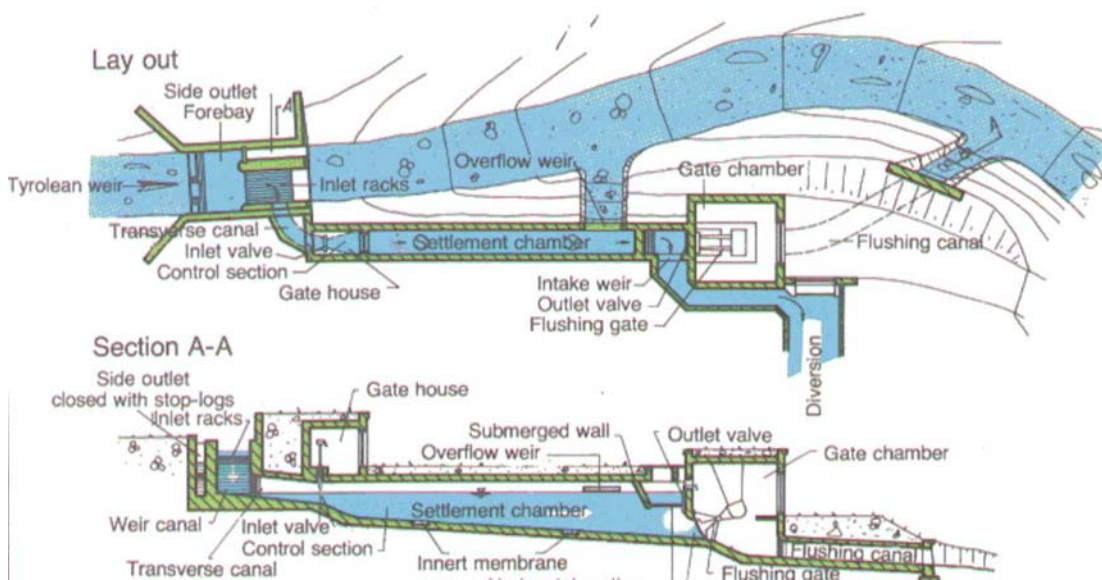 Lay out
Side outlet
Forebay
A
Tyrolean weir
Inlet racks
Overflow weir
Gate chamber
A
Transverse canal
Inlet valve
Control section
Settlement chamber
Gate house
Intake weir
Outlet valve
Flushing gate
Flushing canal
Diversion
Section A-A
Side outlet
closed with stop-logs
Inlet racks
Gate house
Submerged wall
Overflow weir
Outlet valve
Gate chamber
Weir canal
Inlet valve
Control section
Transverse canal
Settlement chamber
Innert membrane
Flushing canal
Flushing gate